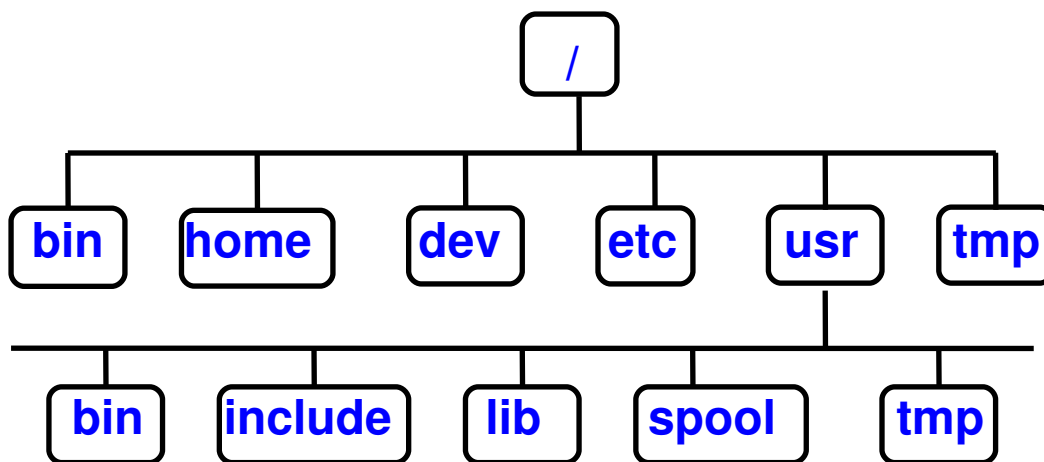 /
bin home dev etc usr tmp
bin include lib spool tmp